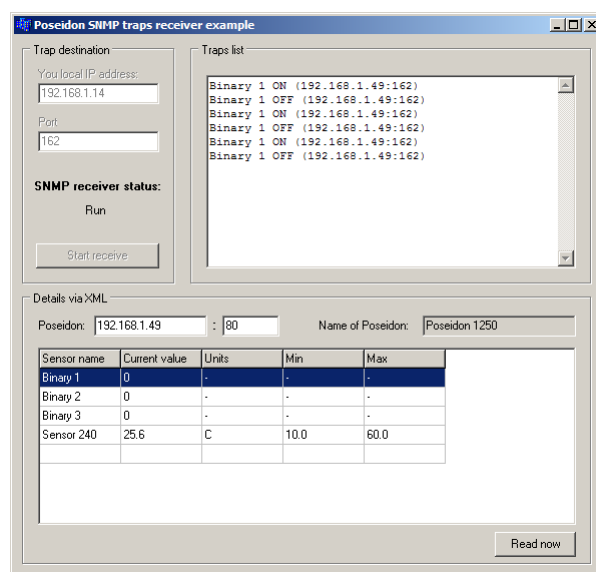 Poseidon SNMP traps receiver example
Trap destination
You local IP address:
192.168.1.14
Port
162
SNMP receiver status:
Run
Start receive
Traps list
Binary 1 ON (192.168.1.49:162)
Binary 1 OFF (192.168.1.49:162)
Binary 1 ON (192.168.1.49:162)
Binary 1 OFF (192.168.1.49:162)
Binary 1 ON (192.168.1.49:162)
Binary 1 OFF (192.168.1.49:162)
Details via XML
Poseidon: 192.168.1.49 : 80 Name of Poseidon: Poseidon 1250
Sensor name Current value Units Min Max
Binary 1 0 - - -
Binary 2 0 - - -
Binary 3 0 - - -
Sensor 240 25.6 C 10.0 60.0
Read now